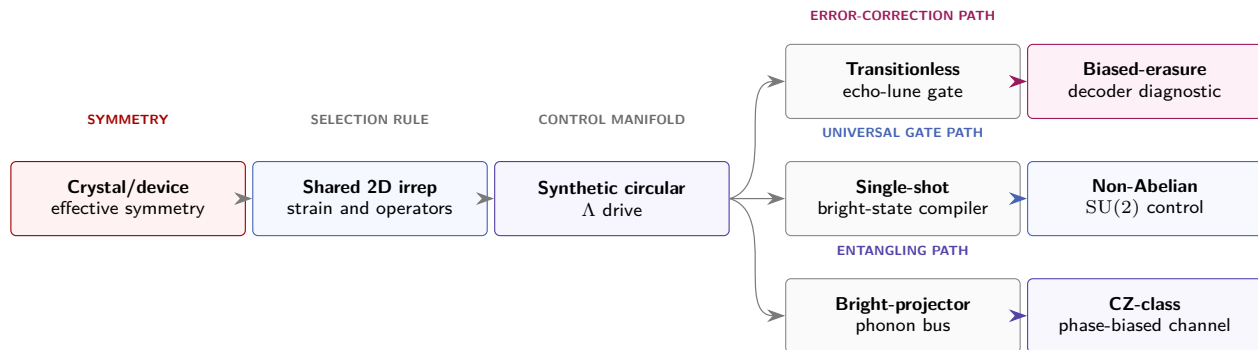 SYMMETRY
Crystal/device
effective symmetry
SELECTION RULE
Shared 2D irrep
strain and operators
CONTROL MANIFOLD
Synthetic circular
Λ drive
ERROR-CORRECTION PATH
Transitionless
echo-lune gate
Biased-erasure
decoder diagnostic
UNIVERSAL GATE PATH
Single-shot
bright-state compiler
Non-Abelian
SU(2) control
ENTANGLING PATH
Bright-projector
phonon bus
CZ-class
phase-biased channel